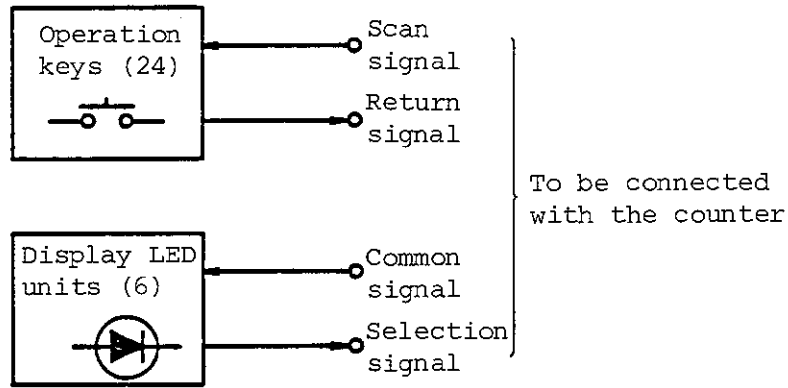 Operation
keys (24)
Scan
signal
Return
signal
To be connected
with the counter
Display LED
units (6)
Common
signal
Selection
signal